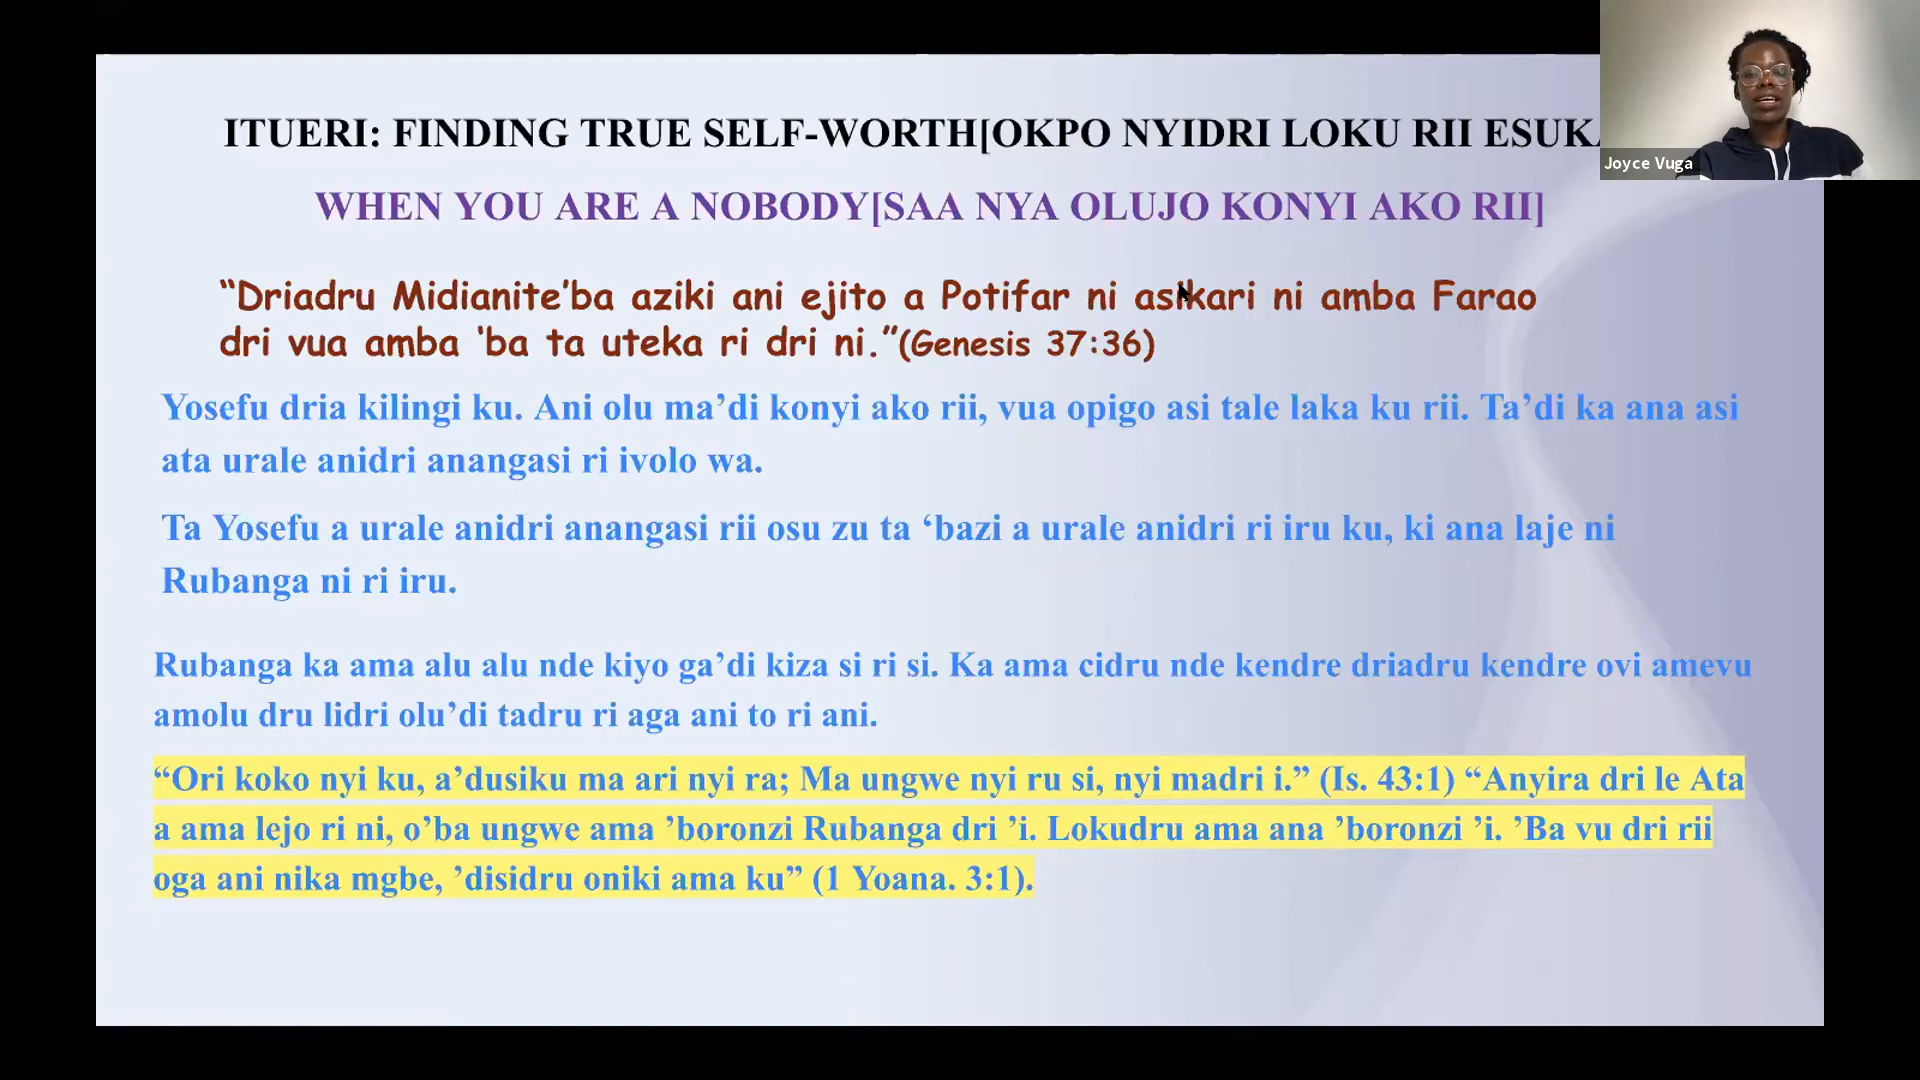 ITUERI: FINDING TRUE SELF-WORTH[OKPO NYIDRI LOKU RII
Joyce Vuga
WHEN YOU ARE A NOBODY[SAA NYA OLUJO KONYI AKO RII]
“Driadru Midianite’ba aziki ani ejito a Potifar ni asikari ni amba Farao
dri vua amba ‘ba ta uteka ri dri ni.”(Genesis 37:36)
Yosefu dria kilingi ku. Ani olu ma’di konyi ako rii, vua opigo asi tale laka ku rii. Ta’di ka ana asi
ata urale anidri anangasi ri ivolo wa.
Ta Yosefu a urale anidri anangasi rii osu zu ta ‘bazi a urale anidri ri iru ku, ki ana laje ni
Rubanga ni ri iru.
Rubanga ka ama alu alu nde kiyo ga’di kiza si ri si. Ka ama cidru nde kendre driadru kendre ovi amevu
amolu dru lidri olu’di tadru ri aga ani to ri ani.
“Ori koko nyi ku, a’dusiku ma ari nyi ra; Ma ungwe nyi ru si, nyi madri i.” (Is. 43:1) “Anyira dri le Ata
a ama lejo ri ni, o’ba ungwe ama ’boronzi Rubanga dri ’i. Lokudru ama ana ’boronzi ’i. ’Ba vu dri rii
oga ani nika mgbe, ’disidru oniki ama ku” (1 Yoana. 3:1).